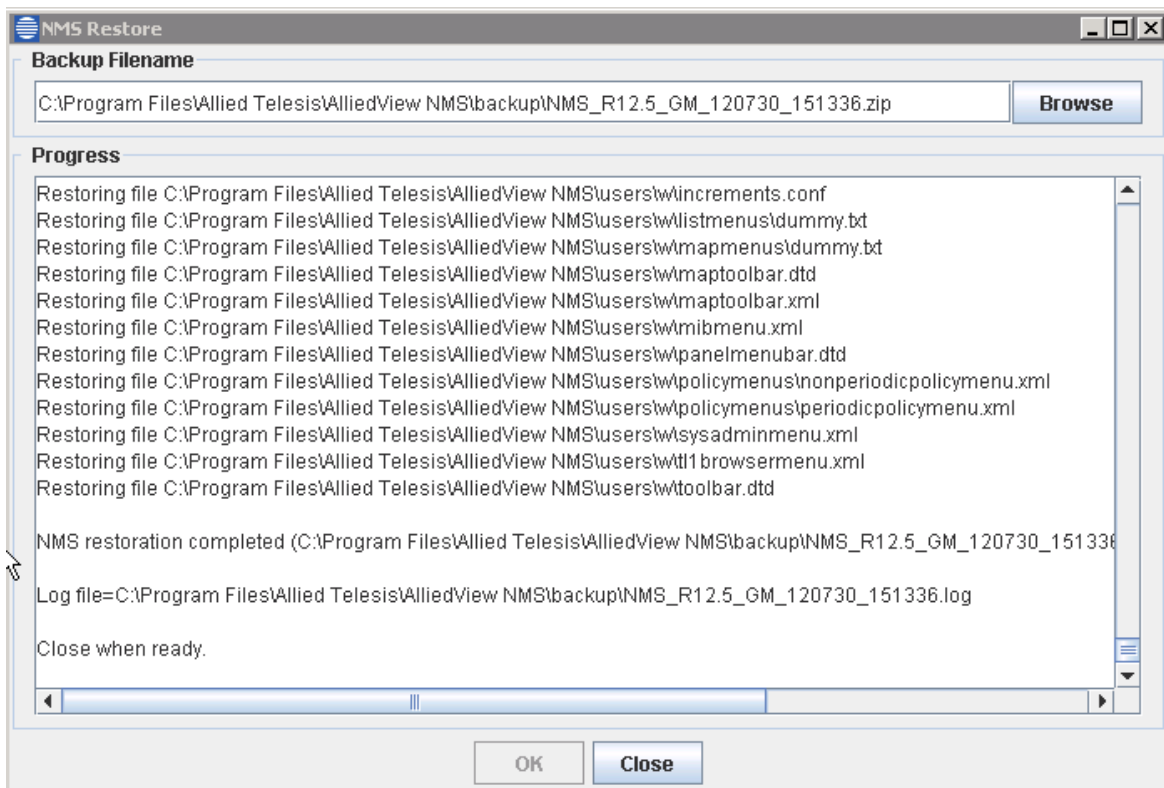 NMS Restore
Backup Filename
C:\Program Files\Allied Telesis\AlliedView NMS\backup\NMS_R12.5_GM_120730_151336.zip
Browse
Progress
Restoring file C:\Program Files\Allied Telesis\AlliedView NMS\users\w\increments.conf
Restoring file C:\Program Files\Allied Telesis\AlliedView NMS\users\w\listmenus\dummy.txt
Restoring file C:\Program Files\Allied Telesis\AlliedView NMS\users\w\mapmenus\dummy.txt
Restoring file C:\Program Files\Allied Telesis\AlliedView NMS\users\w\maptoolbar.dtd
Restoring file C:\Program Files\Allied Telesis\AlliedView NMS\users\w\maptoolbar.xml
Restoring file C:\Program Files\Allied Telesis\AlliedView NMS\users\w\mibmenu.xml
Restoring file C:\Program Files\Allied Telesis\AlliedView NMS\users\w\panelmenubar.dtd
Restoring file C:\Program Files\Allied Telesis\AlliedView NMS\users\w\policymenus\nonperiodicpolicymenu.xml
Restoring file C:\Program Files\Allied Telesis\AlliedView NMS\users\w\policymenus\periodicpolicymenu.xml
Restoring file C:\Program Files\Allied Telesis\AlliedView NMS\users\w\sysadminmenu.xml
Restoring file C:\Program Files\Allied Telesis\AlliedView NMS\users\w\tl1browsermenu.xml
Restoring file C:\Program Files\Allied Telesis\AlliedView NMS\users\w\toolbar.dtd
NMS restoration completed (C:\Program Files\Allied Telesis\AlliedView NMS\backup\NMS_R12.5_GM_120730_151336
Log file=C:\Program Files\Allied Telesis\AlliedView NMS\backup\NMS_R12.5_GM_120730_151336.log
Close when ready.
OK
Close